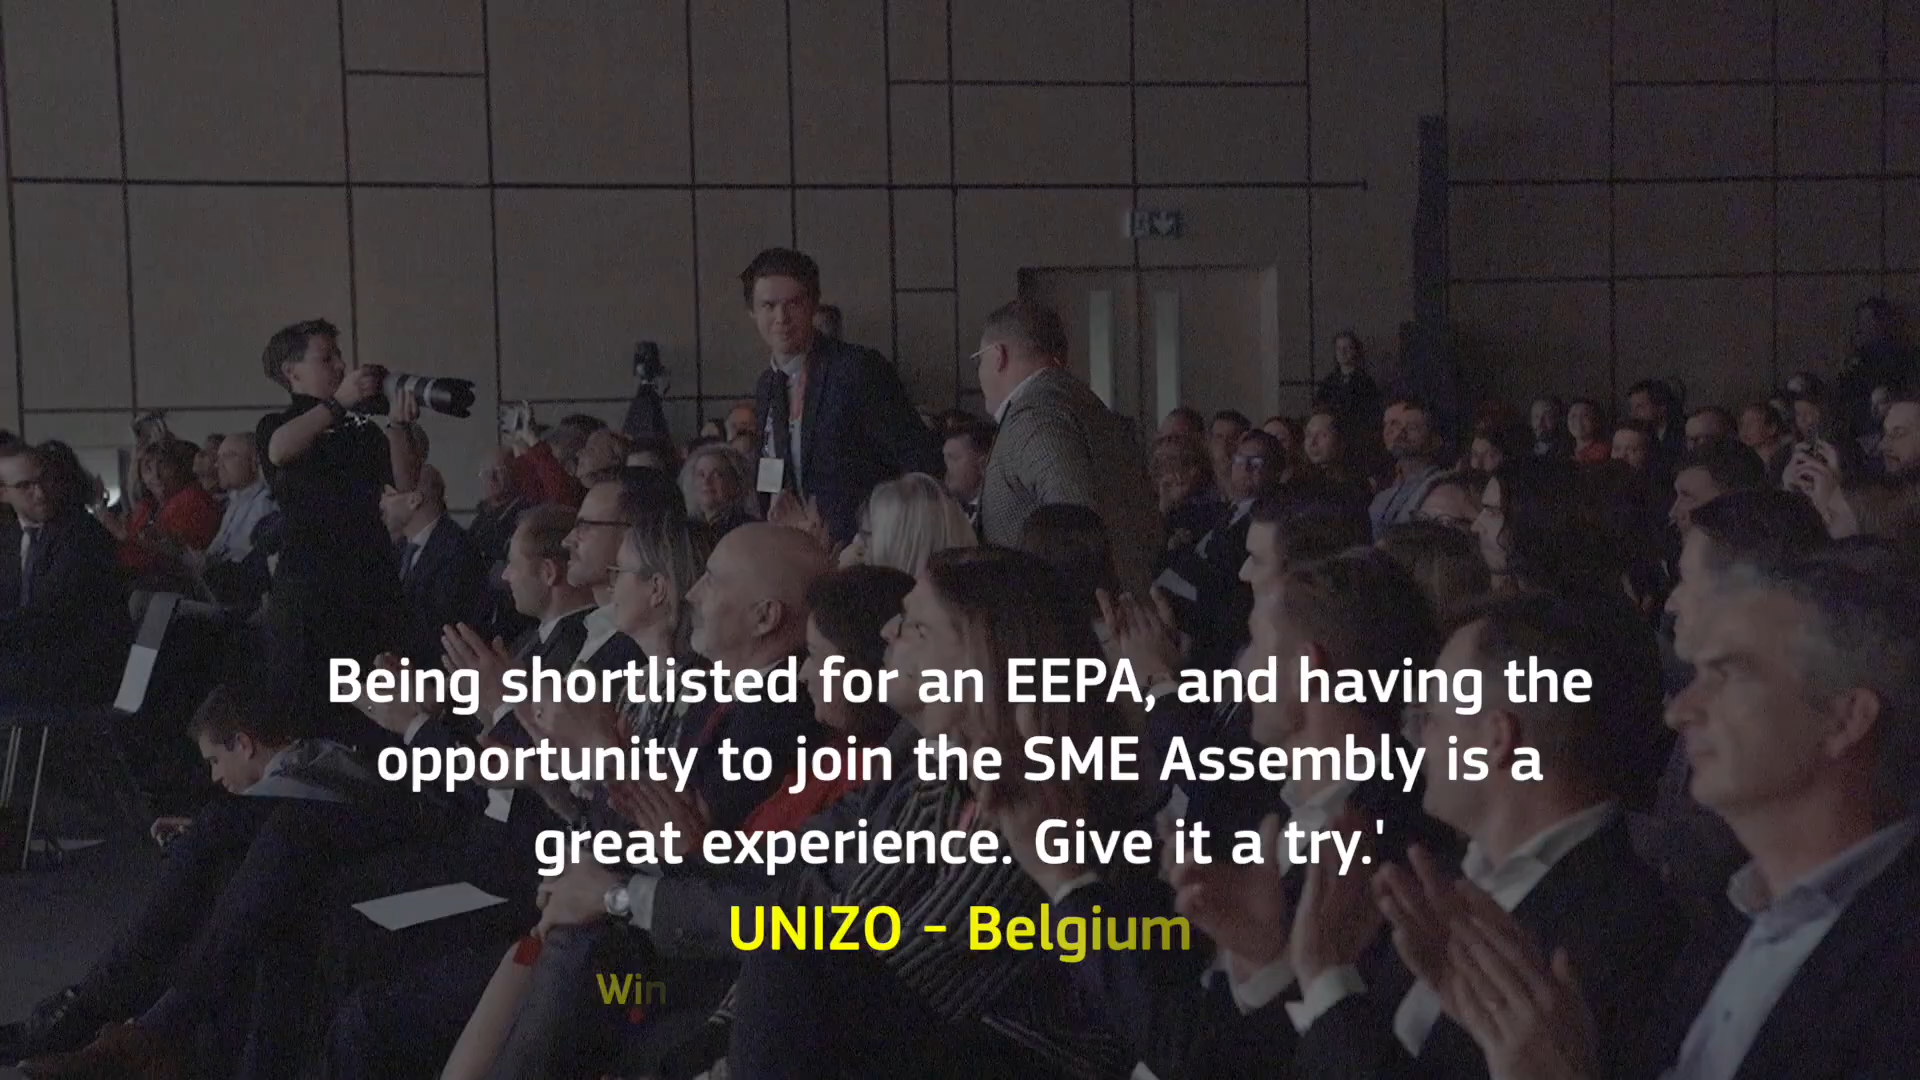 Being shortlisted for an EEPA, and having the
opportunity to join the SME Assembly is a
great experience. Give it a try.'
UNIZO – Belgium
Win